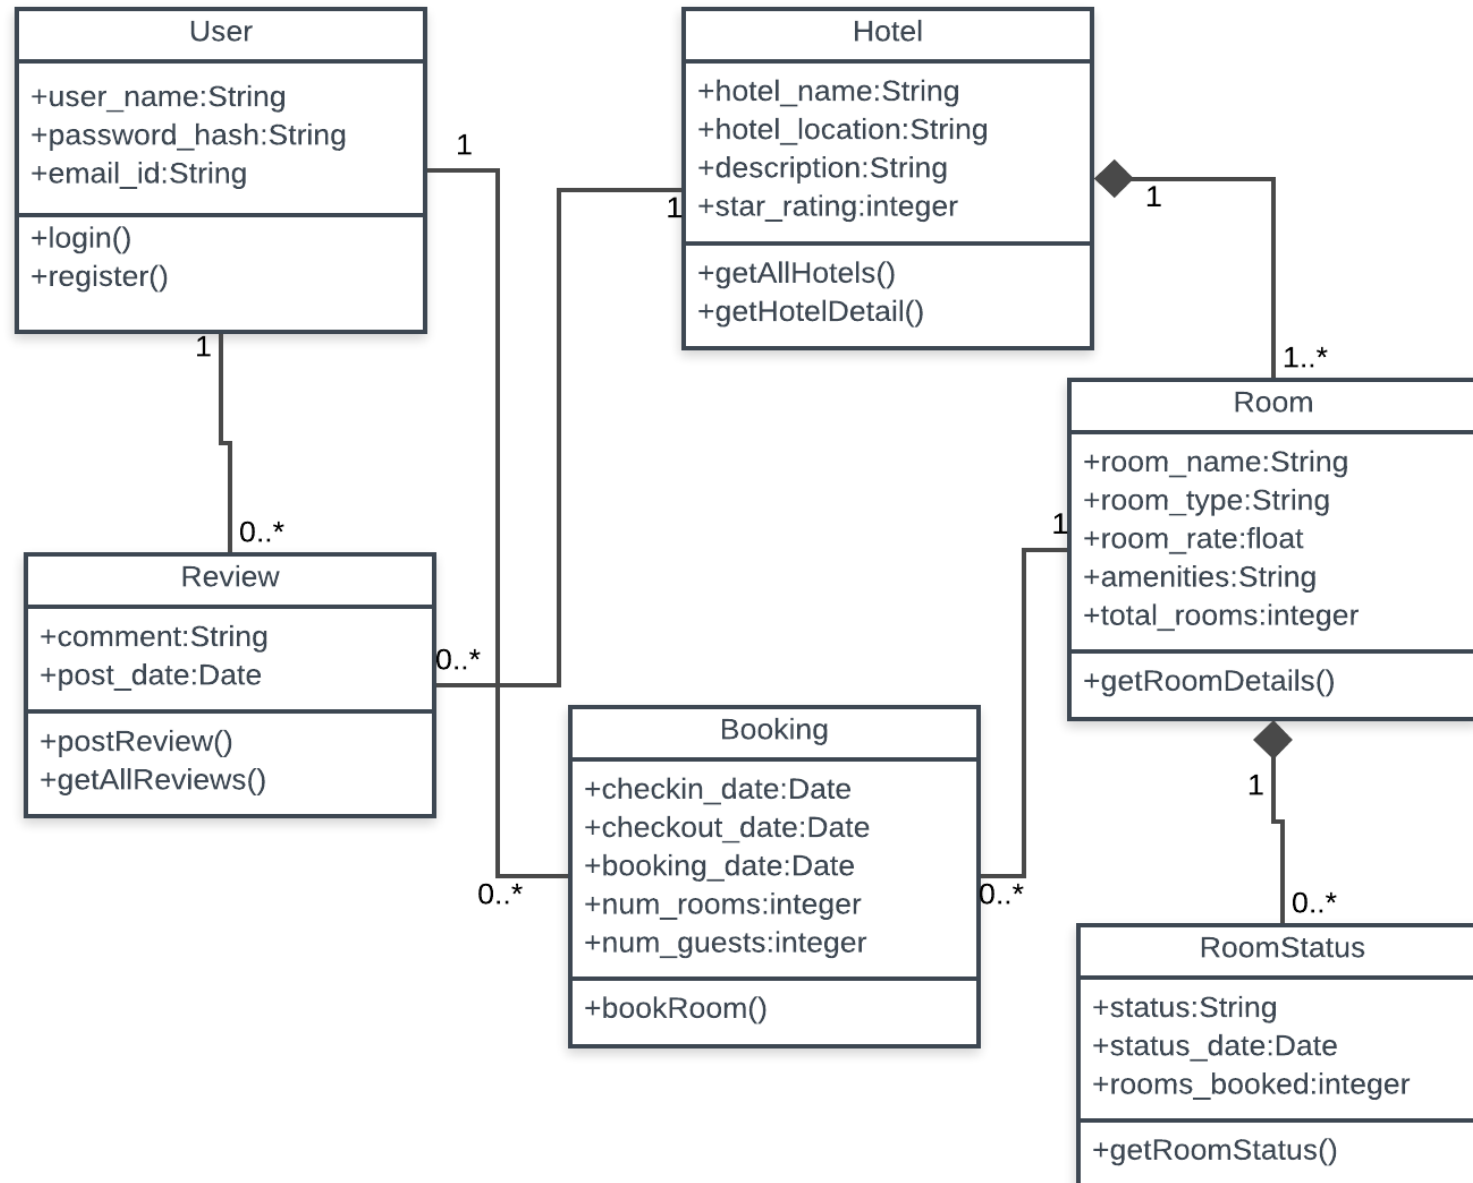 User
+user_name:String
+password_hash:String
+email_id:String
+login()
+register()
1
1
0..*
Hotel
+hotel_name:String
+hotel_location:String
+description:String
+star_rating:integer
+getAllHotels()
+getHotelDetail()
1
1
1..*
Room
+room_name:String
+room_type:String
+room_rate:float
+amenities:String
+total_rooms:integer
+getRoomDetails()
1
1
0..*
Review
+comment:String
+post_date:Date
+postReview()
+getAllReviews()
0..*
Booking
+checkin_date:Date
+checkout_date:Date
+booking_date:Date
+num_rooms:integer
+num_guests:integer
+bookRoom()
0..*
0..*
RoomStatus
+status:String
+status_date:Date
+rooms_booked:integer
+getRoomStatus()